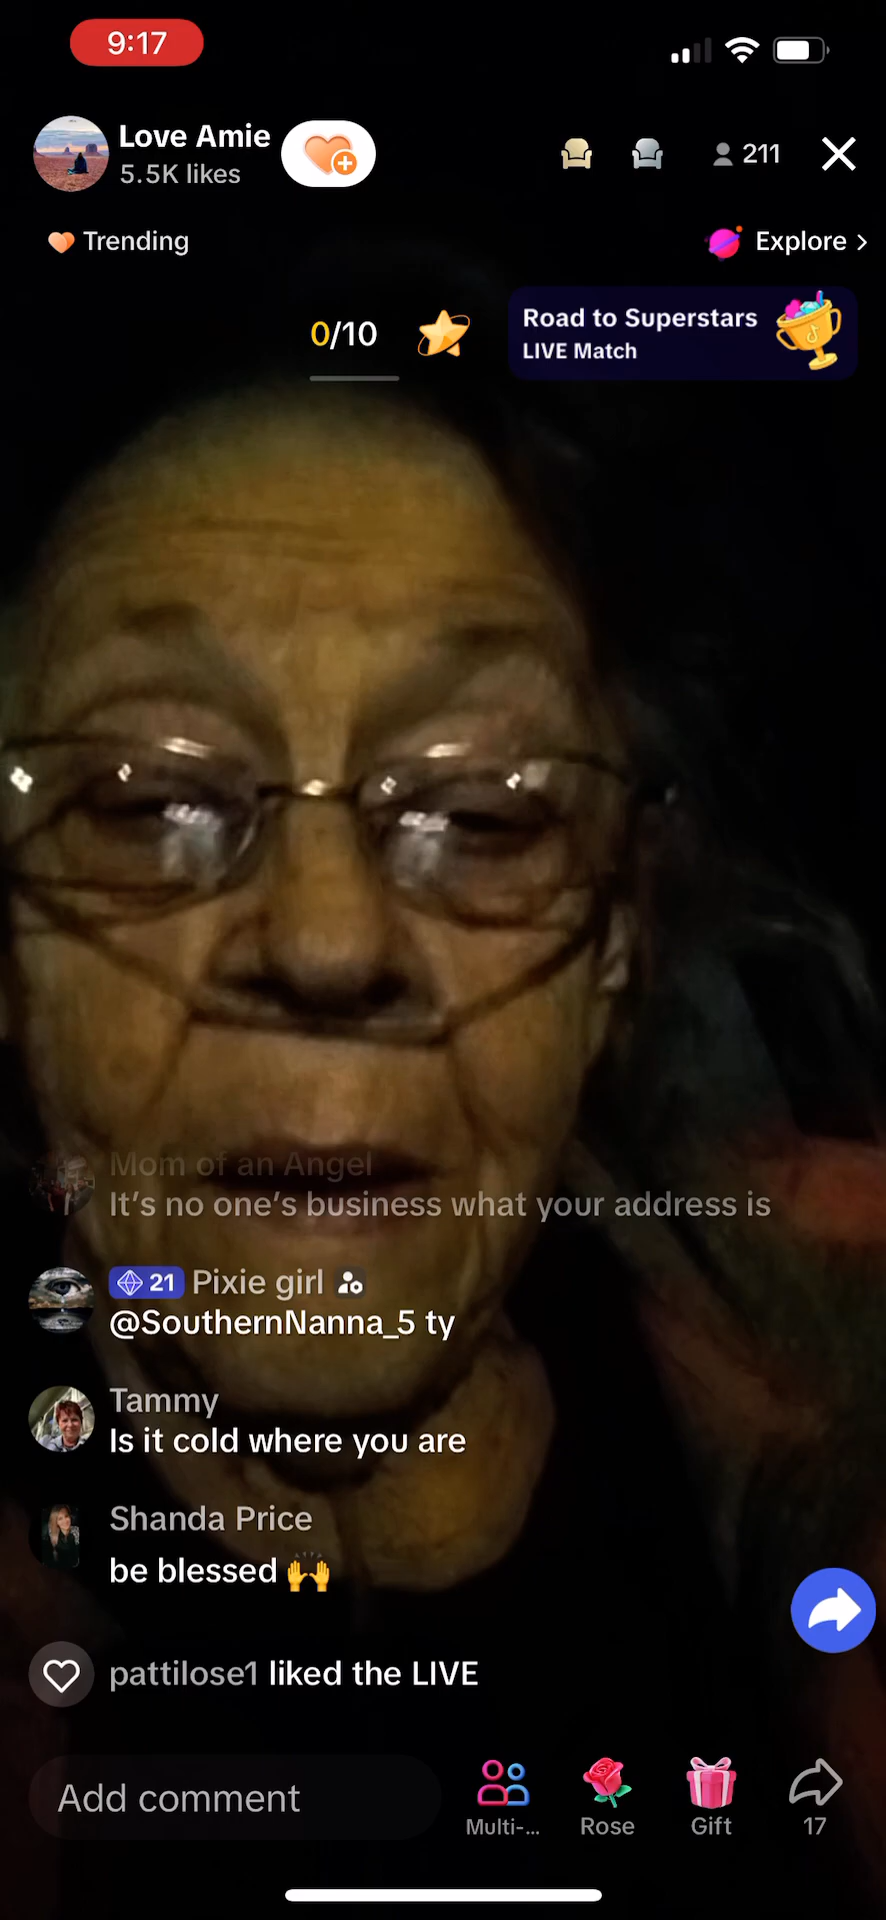 9:17
Love Amie
5.5K likes
211
Trending
Explore >
0/10
Road to Superstars
LIVE Match
Mom of an Angel
It’s no one’s business what your address is
21 Pixie girl
@SouthernNanna_5 ty
Tammy
Is it cold where you are
Shanda Price
be blessed 🙌
pattilose1 liked the LIVE
Add comment
Multi-...
Rose
Gift
17